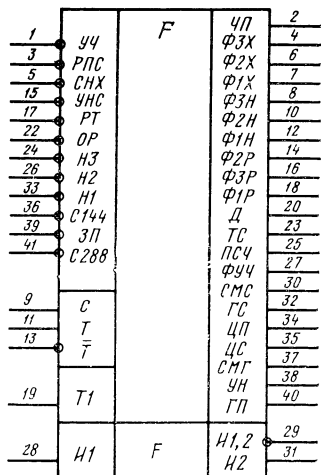 F
1 УЧ
3 РПС
5 СНХ
15 УНС
17 РТ
22 ОР
24 Н3
26 Н2
33 Н1
36 С144
39 ЗП
41 С288
9 С
11 Т
13 Т̅
19 Т1
28 И1
F
ЧП 2
Ф3Х 4
Ф2Х 6
Ф1Х 7
Ф3Н 8
Ф2Н 10
Ф1Н 12
Ф2Р 14
Ф3Р 16
Ф1Р 18
Д 20
ТС 23
ПСЧ 25
ФУЧ 27
СМС 30
ГС 32
ЦП 34
ЦС 35
СМГ 37
УН 38
ГП 40
И1,2 29
И2 31